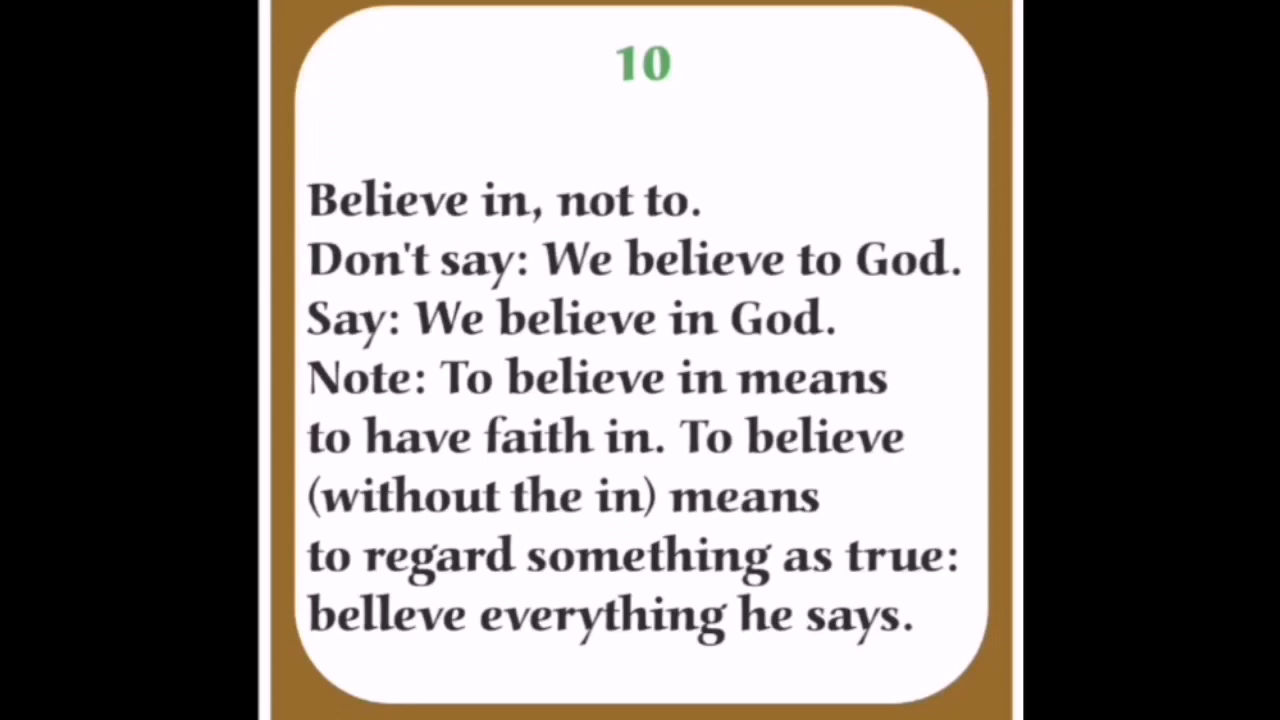 10
Believe in, not to.
Don't say: We believe to God.
Say: We believe in God.
Note: To believe in means
to have faith in. To believe
(without the in) means
to regard something as true:
belleve everything he says.